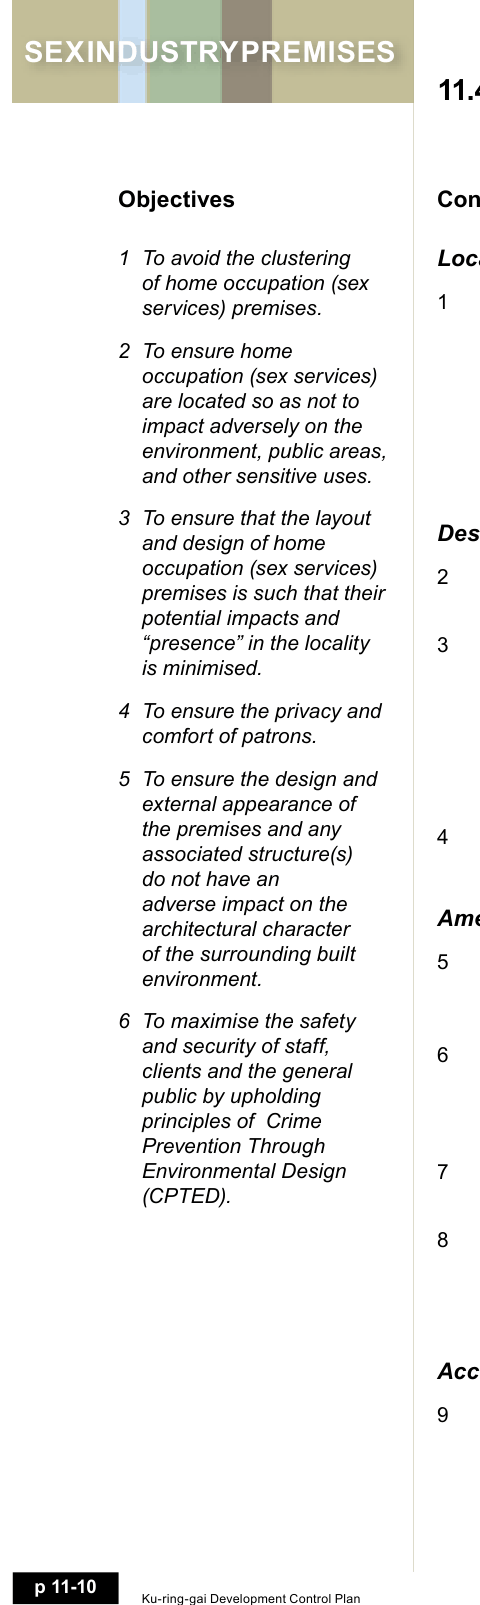 SEXINDUSTRYPREMISES
Objectives
1 To avoid the clustering
of home occupation (sex
services) premises.
2 To ensure home
occupation (sex services)
are located so as not to
impact adversely on the
environment, public areas,
and other sensitive uses.
3 To ensure that the layout
and design of home
occupation (sex services)
premises is such that their
potential impacts and
“presence” in the locality
is minimised.
4 To ensure the privacy and
comfort of patrons.
5 To ensure the design and
external appearance of
the premises and any
associated structure(s)
do not have an
adverse impact on the
architectural character
of the surrounding built
environment.
6 To maximise the safety
and security of staff,
clients and the general
public by upholding
principles of Crime
Prevention Through
Environmental Design
(CPTED).
11.4
Con
Loca
1
Des
2
3
4
Ame
5
6
7
8
Acc
9
p 11-10
Ku-ring-gai Development Control Plan